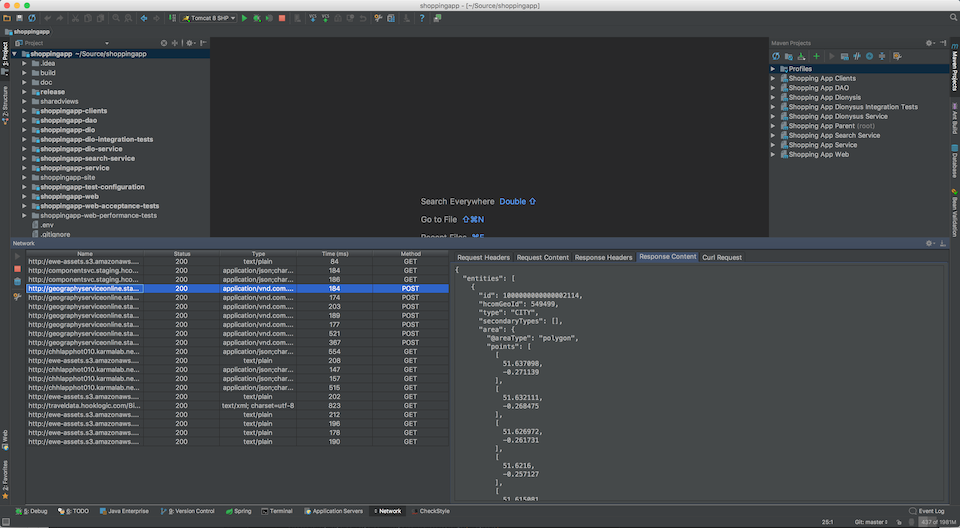 shoppingapp - [~/Source/shoppingapp]
Tomcat 8 SHP
shoppingapp
Project
shoppingapp ~/Source/shoppingapp
.idea
build
doc
release
sharedviews
shoppingapp-clients
shoppingapp-dao
shoppingapp-dio
shoppingapp-dio-integration-tests
shoppingapp-dio-service
shoppingapp-search-service
shoppingapp-service
shoppingapp-site
shoppingapp-test-configuration
shoppingapp-web
shoppingapp-web-acceptance-tests
shoppingapp-web-performance-tests
.env
.gitignore
1: Project
7: Structure
Web
2: Favorites
Search Everywhere Double ⇧
Go to File ⇧⌘N
Recent Files ⌘E
Maven Projects
Profiles
Shopping App Clients
Shopping App DAO
Shopping App Dionysis
Shopping App Dionysus Integration Tests
Shopping App Dionysus Service
Shopping App Parent (root)
Shopping App Search Service
Shopping App Service
Shopping App Web
Maven Projects
Ant Build
Database
Bean Validation
Network
Name Status Type Time (ms) Method
http://ewe-assets.s3.amazonaws.... 200 text/plain 84 GET
http://componentsvc.staging.hco... 200 application/json;char... 184 GET
http://componentsvc.staging.hco... 200 application/json;char... 186 GET
http://geographyserviceonline.sta... 200 application/vnd.com.... 184 POST
http://geographyserviceonline.sta... 200 application/vnd.com.... 174 POST
http://geographyserviceonline.sta... 200 application/vnd.com.... 203 POST
http://geographyserviceonline.sta... 200 application/vnd.com.... 189 POST
http://geographyserviceonline.sta... 200 application/vnd.com.... 177 POST
http://geographyserviceonline.sta... 200 application/vnd.com.... 521 POST
http://geographyserviceonline.sta... 200 application/vnd.com.... 367 POST
http://chhlapphot010.karmalab.ne... 200 application/json;char... 554 GET
http://ewe-assets.s3.amazonaws.... 200 text/plain 208 GET
http://chhlapphot010.karmalab.ne... 200 application/json;char... 147 GET
http://chhlapphot010.karmalab.ne... 200 application/json;char... 157 GET
http://chhlapphot010.karmalab.ne... 200 application/json;char... 515 GET
http://ewe-assets.s3.amazonaws.... 200 text/plain 202 GET
http://traveldata.hooklogic.com/Bi... 200 text/xml; charset=utf-8 823 GET
http://ewe-assets.s3.amazonaws.... 200 text/plain 212 GET
http://ewe-assets.s3.amazonaws.... 200 text/plain 196 GET
http://ewe-assets.s3.amazonaws.... 200 text/plain 178 GET
http://ewe-assets.s3.amazonaws.... 200 text/plain 190 GET
Request Headers Request Content Response Headers Response Content Curl Request
{
"entities": [
{
"id": 1000000000000002114,
"hcomGeoId": 549499,
"type": "CITY",
"secondaryTypes": [],
"area": {
"@areaType": "polygon",
"points": [
[
51.637098,
-0.271139
],
[
51.632111,
-0.268475
],
[
51.626972,
-0.261731
],
[
51.6216,
-0.257127
],
[
51.615081
5: Debug 6: TODO Java Enterprise 9: Version Control Spring Terminal Application Servers Network CheckStyle Event Log
25:1 Git: master 437 of 1981M